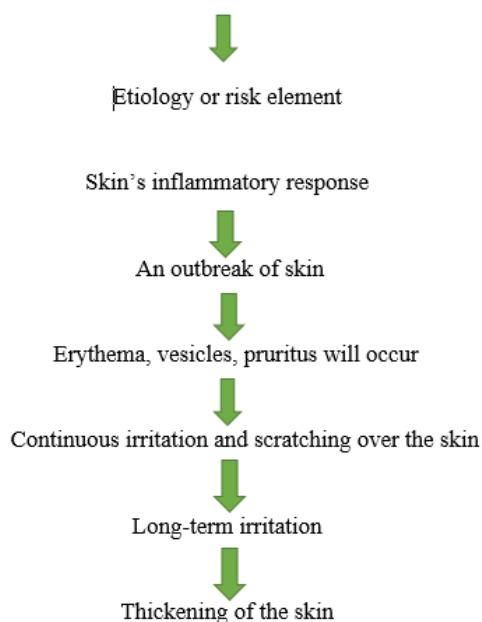 Etiology or risk element
Skin’s inflammatory response
An outbreak of skin
Erythema, vesicles, pruritus will occur
Continuous irritation and scratching over the skin
Long-term irritation
Thickening of the skin